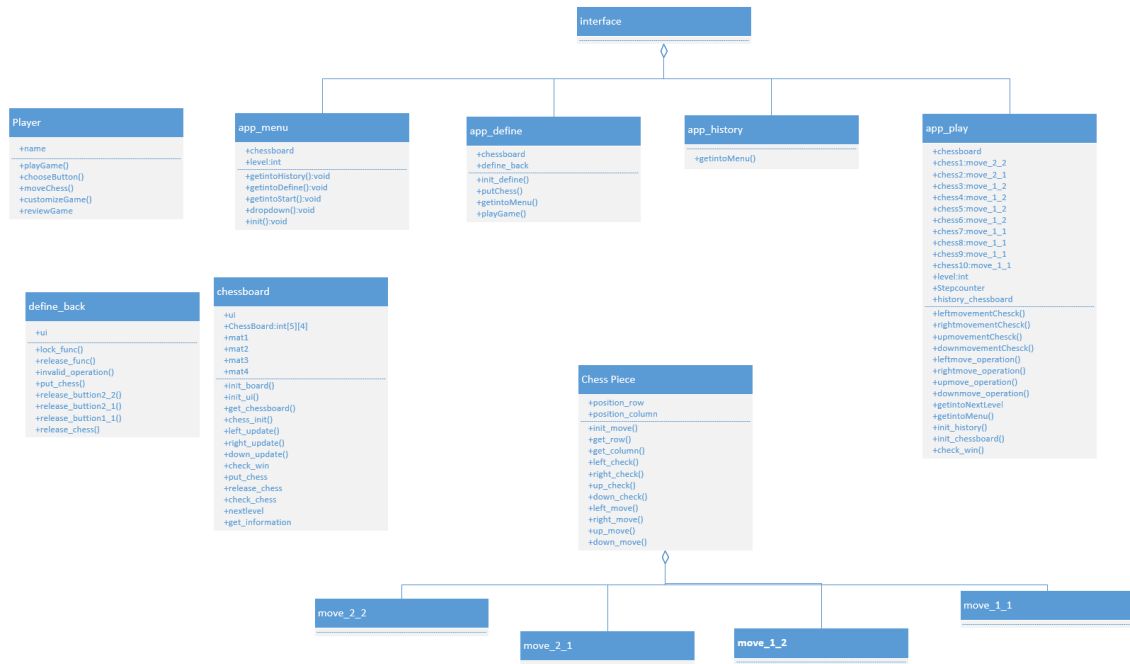 interface
Player
+name
+playGame()
+chooseButton()
+moveChess()
+customizeGame()
+reviewGame
app_menu
+chessboard
+level:int
+getintoHistory():void
+getintoDefine():void
+getintoStart():void
+dropdown():void
+init():void
app_define
+chessboard
+define_back
+init_define()
+putChess()
+getintoMenu()
+playGame()
app_history
+getintoMenu()
app_play
+chessboard
+chess1:move_2_2
+chess2:move_2_1
+chess3:move_1_2
+chess4:move_1_2
+chess5:move_1_2
+chess6:move_1_2
+chess7:move_1_1
+chess8:move_1_1
+chess9:move_1_1
+chess10:move_1_1
+level:int
+Stepcounter
+history_chessboard
+leftmovementChesck()
+rightmovementChesck()
+upmovementChesck()
+downmovementChesck()
+leftmove_operation()
+rightmove_operation()
+upmove_operation()
+downmove_operation()
+getintoNextLevel
+getintoMenu()
+init_history()
+init_chessboard()
+check_win()
define_back
+ui
+lock_func()
+release_func()
+invalid_operation()
+put_chess()
+release_button2_2()
+release_button2_1()
+release_button1_1()
+release_chess()
chessboard
+ui
+ChessBoard:int[5][4]
+mat1
+mat2
+mat3
+mat4
+init_board()
+init_ui()
+get_chessboard()
+chess_init()
+left_update()
+right_update()
+down_update()
+check_win
+put_chess
+release_chess
+check_chess
+nextlevel
+get_information
Chess Piece
+position_row
+position_column
+init_move()
+get_row()
+get_column()
+left_check()
+right_check()
+up_check()
+down_check()
+left_move()
+right_move()
+up_move()
+down_move()
move_2_2
move_2_1
move_1_2
move_1_1